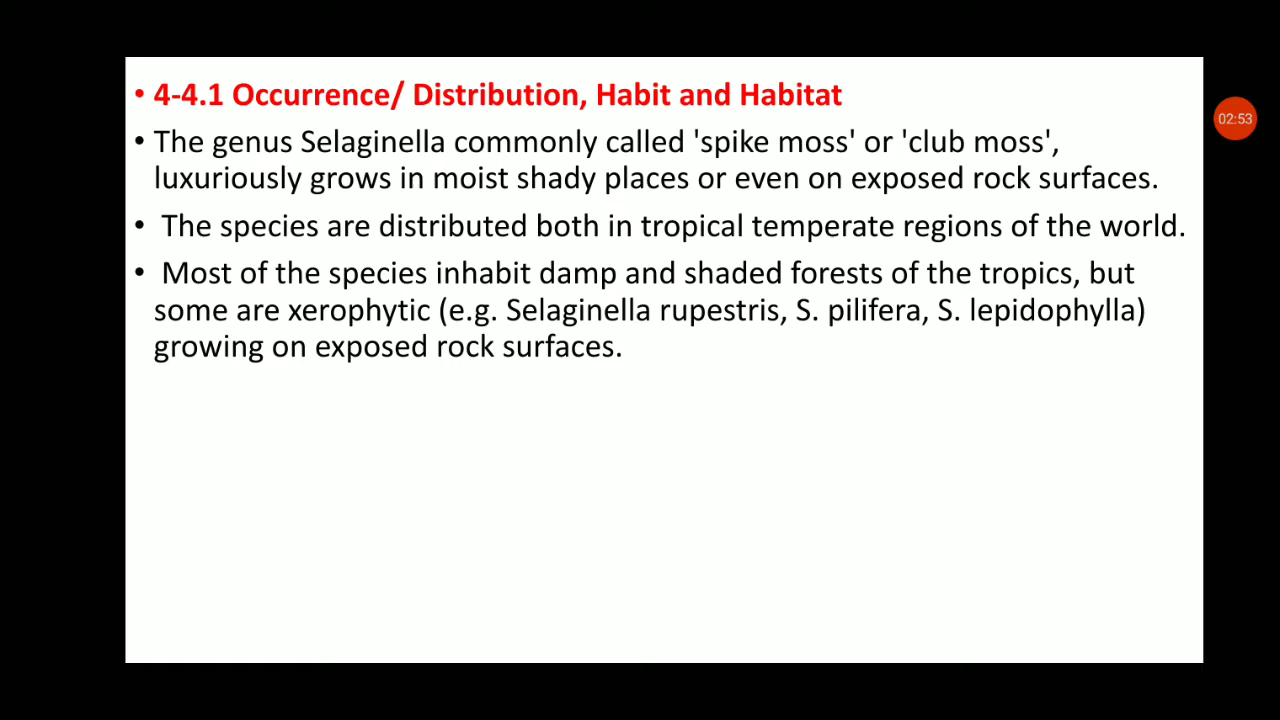 • 4-4.1 Occurrence/ Distribution, Habit and Habitat
• The genus Selaginella commonly called 'spike moss' or 'club moss',
luxuriously grows in moist shady places or even on exposed rock surfaces.
• The species are distributed both in tropical temperate regions of the world.
• Most of the species inhabit damp and shaded forests of the tropics, but
some are xerophytic (e.g. Selaginella rupestris, S. pilifera, S. lepidophylla)
growing on exposed rock surfaces.
02:53